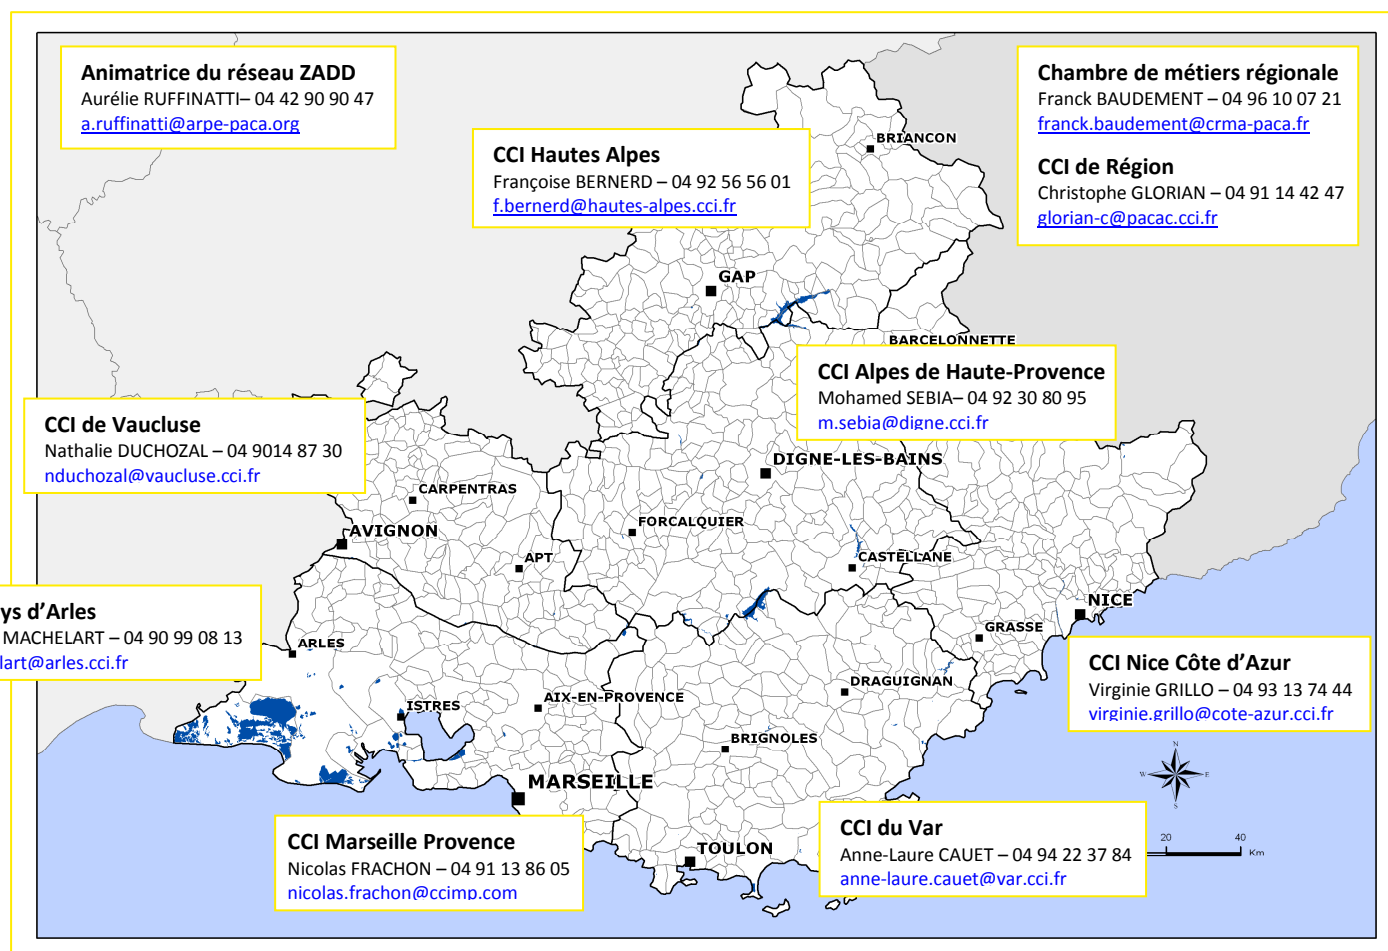 Animatrice du réseau ZADD
Aurélie RUFFINATTI– 04 42 90 90 47
a.ruffinatti@arpe-paca.org
Chambre de métiers régionale
Franck BAUDEMENT – 04 96 10 07 21
franck.baudement@crma-paca.fr
CCI de Région
Christophe GLORIAN – 04 91 14 42 47
glorian-c@pacac.cci.fr
BRIANCON
CCI Hautes Alpes
Françoise BERNERD – 04 92 56 56 01
f.bernerd@hautes-alpes.cci.fr
GAP
BARCELONNETTE
CCI Alpes de Haute-Provence
Mohamed SEBIA– 04 92 30 80 95
m.sebia@digne.cci.fr
CCI de Vaucluse
Nathalie DUCHOZAL – 04 9014 87 30
nduchozal@vaucluse.cci.fr
DIGNE-LES-BAINS
CARPENTRAS
FORCALQUIER
AVIGNON
APT
CASTELLANE
NICE
ys d’Arles
MACHELART – 04 90 99 08 13
lart@arles.cci.fr
GRASSE
ARLES
CCI Nice Côte d’Azur
Virginie GRILLO – 04 93 13 74 44
virginie.grillo@cote-azur.cci.fr
DRAGUIGNAN
AIX-EN-PROVENCE
ISTRES
BRIGNOLES
N
W
E
S
MARSEILLE
CCI Marseille Provence
Nicolas FRACHON – 04 91 13 86 05
nicolas.frachon@ccimp.com
TOULON
CCI du Var
Anne-Laure CAUET – 04 94 22 37 84
anne-laure.cauet@var.cci.fr
20
40
Km